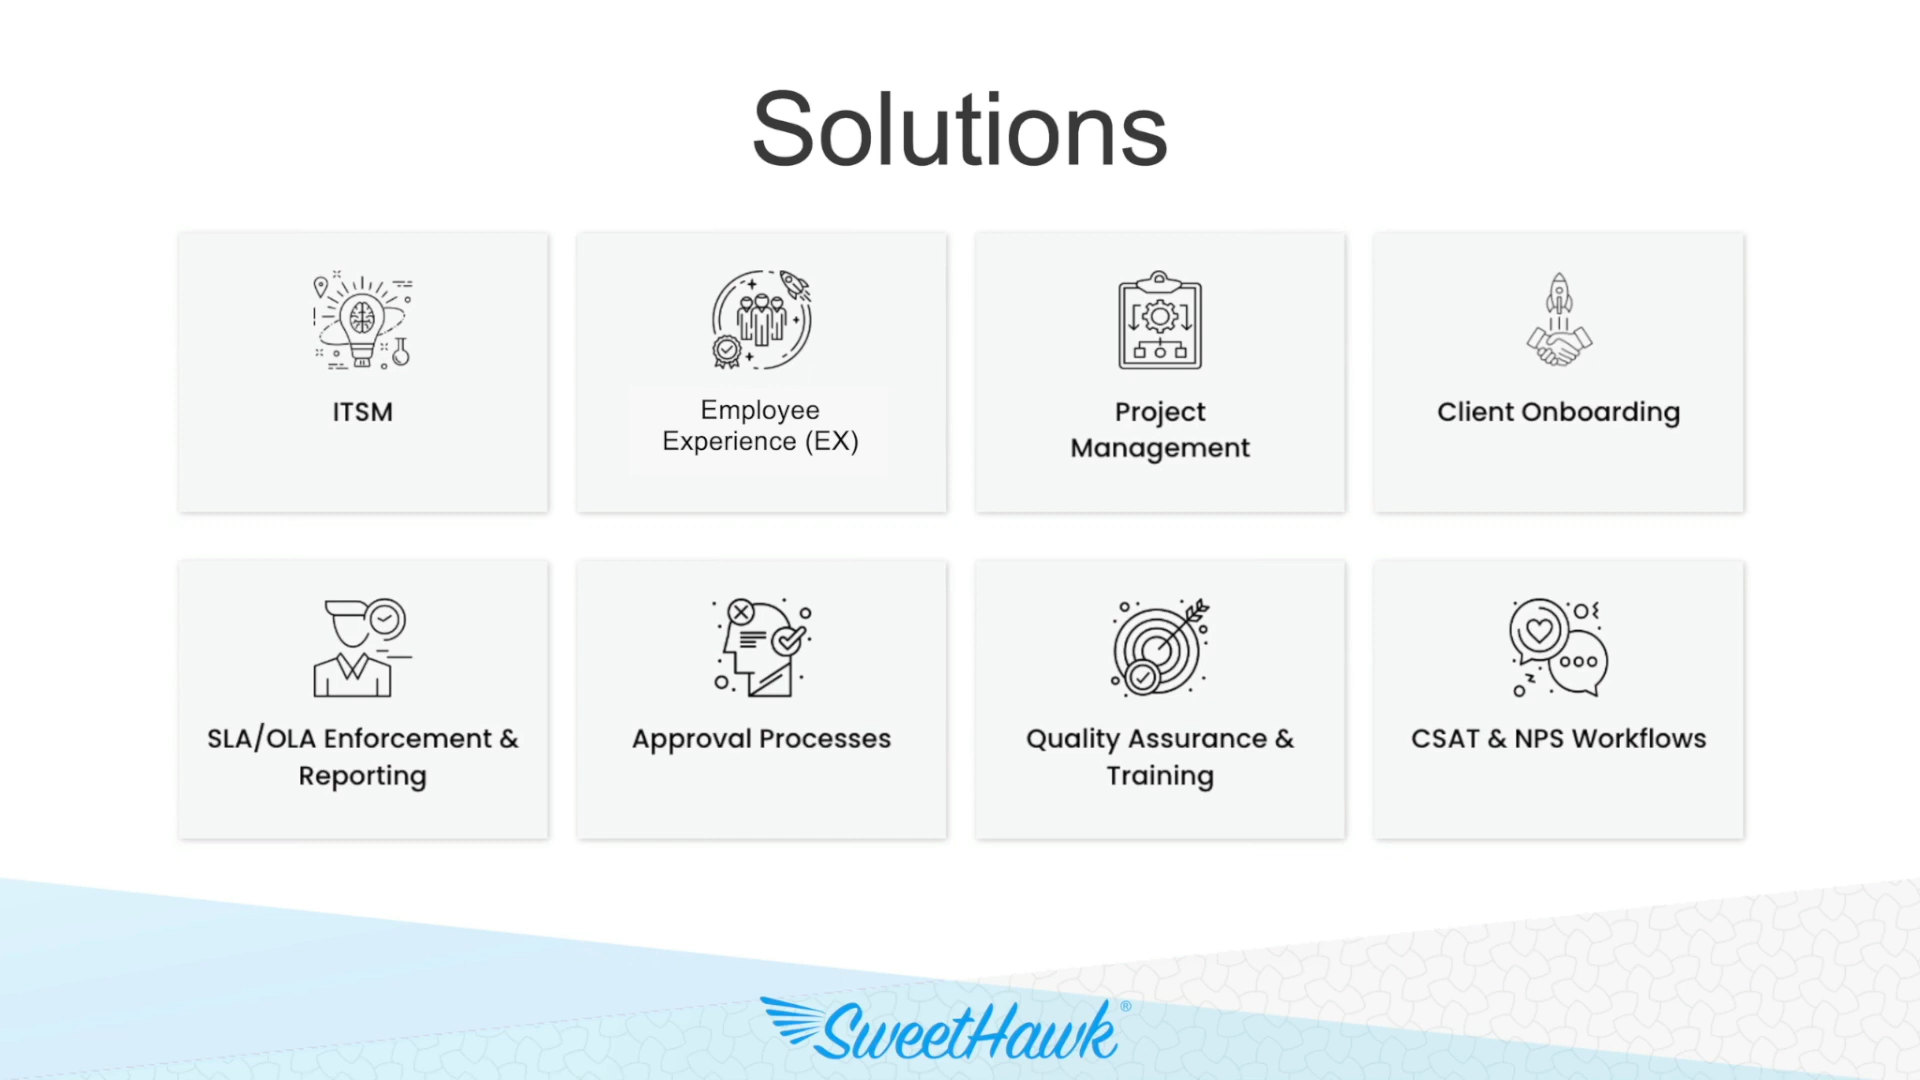 Solutions
ITSM
Employee
Experience (EX)
Project
Management
Client Onboarding
SLA/OLA Enforcement &
Reporting
Approval Processes
Quality Assurance &
Training
CSAT & NPS Workflows
SweetHawk®